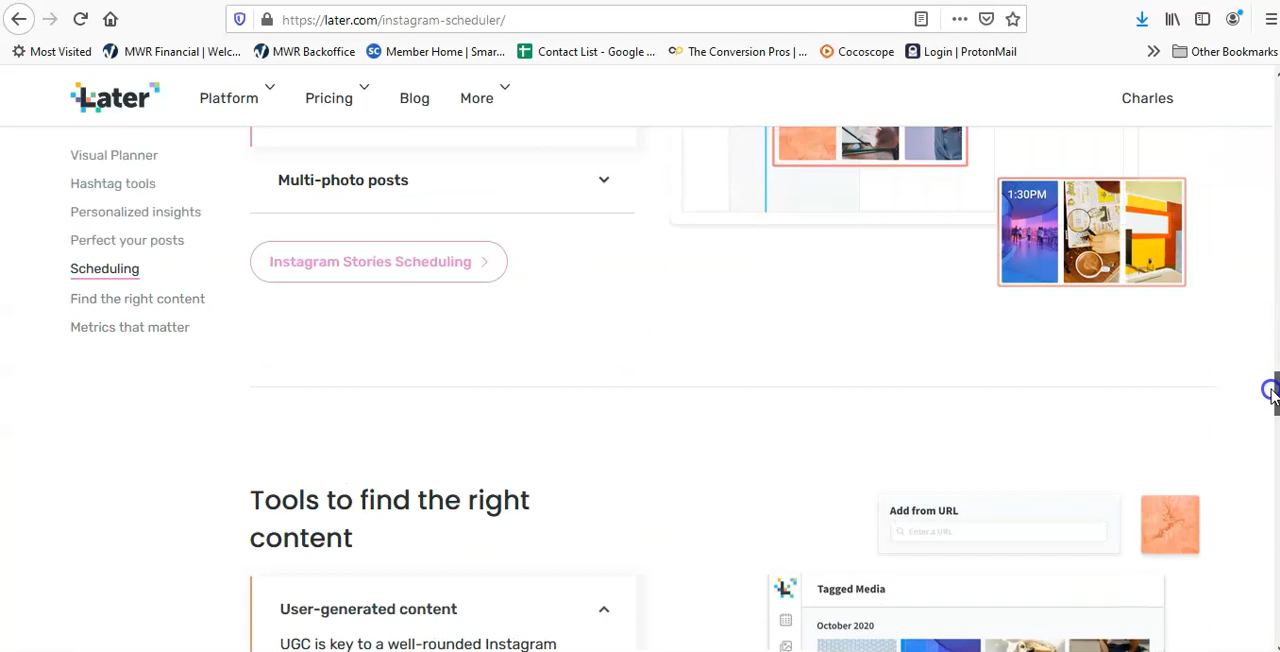 https://later.com/instagram-scheduler/
Most Visited
MWR Financial | Welc...
MWR Backoffice
Member Home | Smar...
Contact List - Google ...
The Conversion Pros | ...
Cocoscope
Login | ProtonMail
Other Bookmarks
Later
Platform
Pricing
Blog
More
Charles
Visual Planner
Hashtag tools
Personalized insights
Perfect your posts
Scheduling
Find the right content
Metrics that matter
Multi-photo posts
Instagram Stories Scheduling
1:30PM
Tools to find the right
content
Add from URL
Enter a URL
User-generated content
UGC is key to a well-rounded Instagram
Tagged Media
October 2020